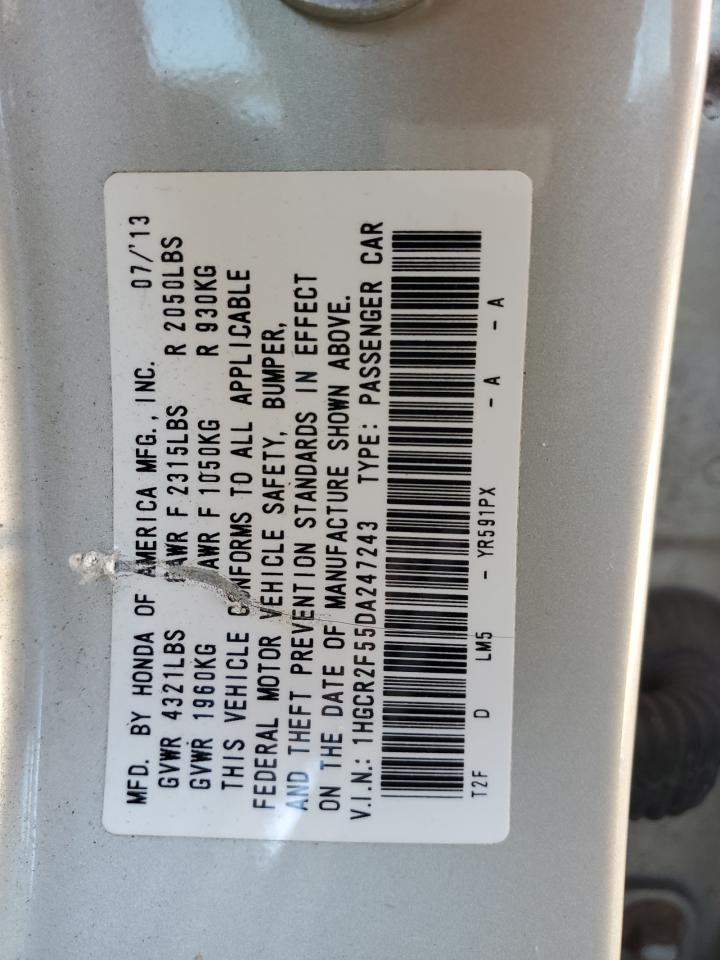 MFD. BY HONDA OF AMERICA MFG., INC. 07/'13
GVWR 4321LBS GAWR F 2315LBS R 2050LBS
GVWR 1960KG GAWR F 1050KG R 930KG
THIS VEHICLE CONFORMS TO ALL APPLICABLE
FEDERAL MOTOR VEHICLE SAFETY, BUMPER,
AND THEFT PREVENTION STANDARDS IN EFFECT
ON THE DATE OF MANUFACTURE SHOWN ABOVE.
V.I.N.: 1HGCR2F55DA247243 TYPE: PASSENGER CAR
T2F D LM5 - YR591PX - A - A